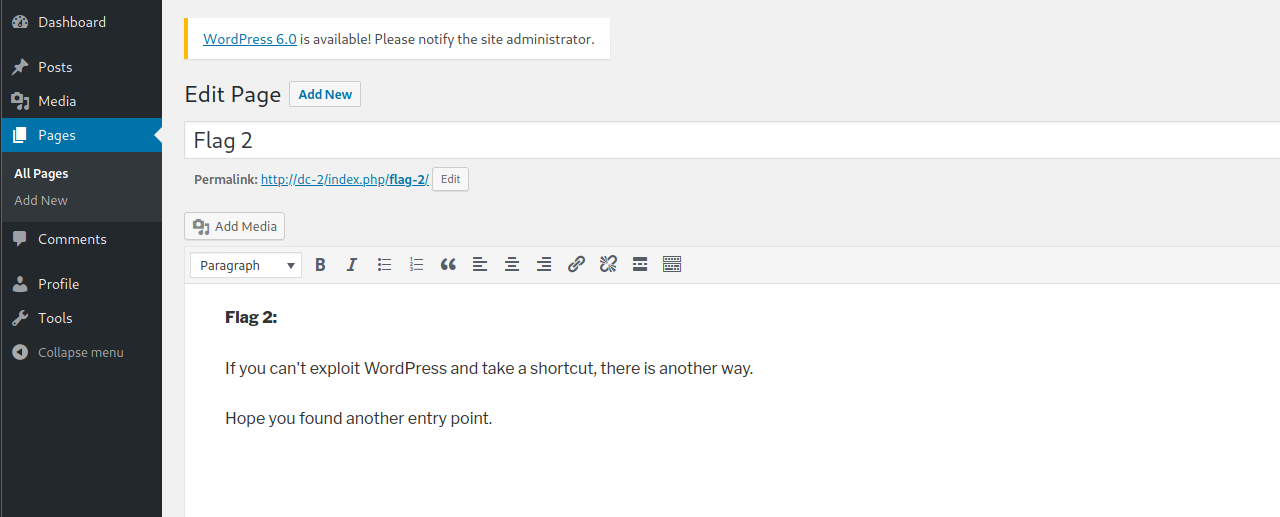 Dashboard
WordPress 6.0 is available! Please notify the site administrator.
Posts
Media
Pages
All Pages
Add New
Comments
Profile
Tools
Collapse menu
Edit Page Add New
Flag 2
Permalink: http://dc-2/index.php/flag-2/ Edit
Add Media
Paragraph B I
Flag 2:
If you can't exploit WordPress and take a shortcut, there is another way.
Hope you found another entry point.